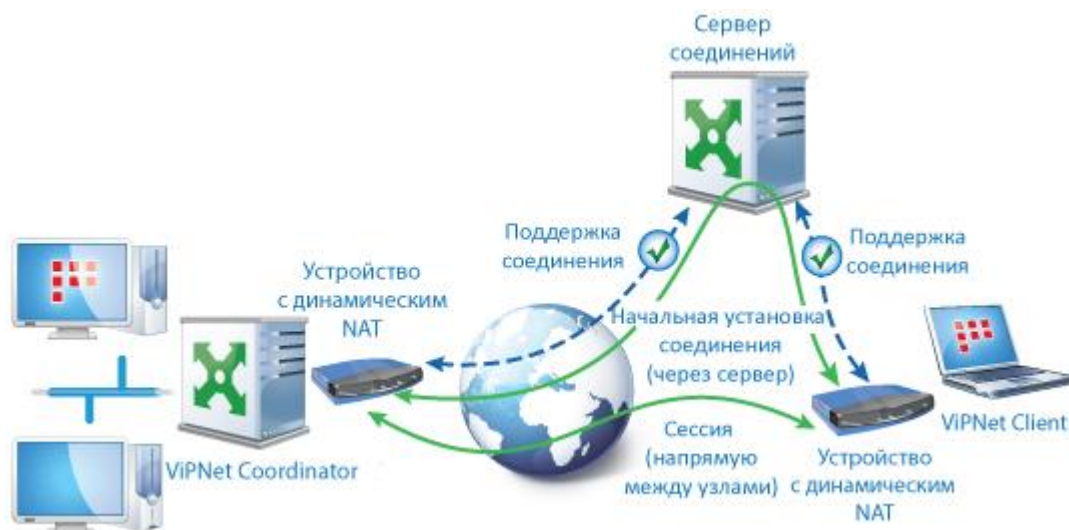 Сервер
соединений
Поддержка
соединения
Поддержка
соединения
Устройство
с динамическим
NAT
Начальная установка
соединения
(через сервер)
ViPNet Coordinator
Сессия
(напрямую
между узлами)
ViPNet Client
Устройство
с динамическим
NAT